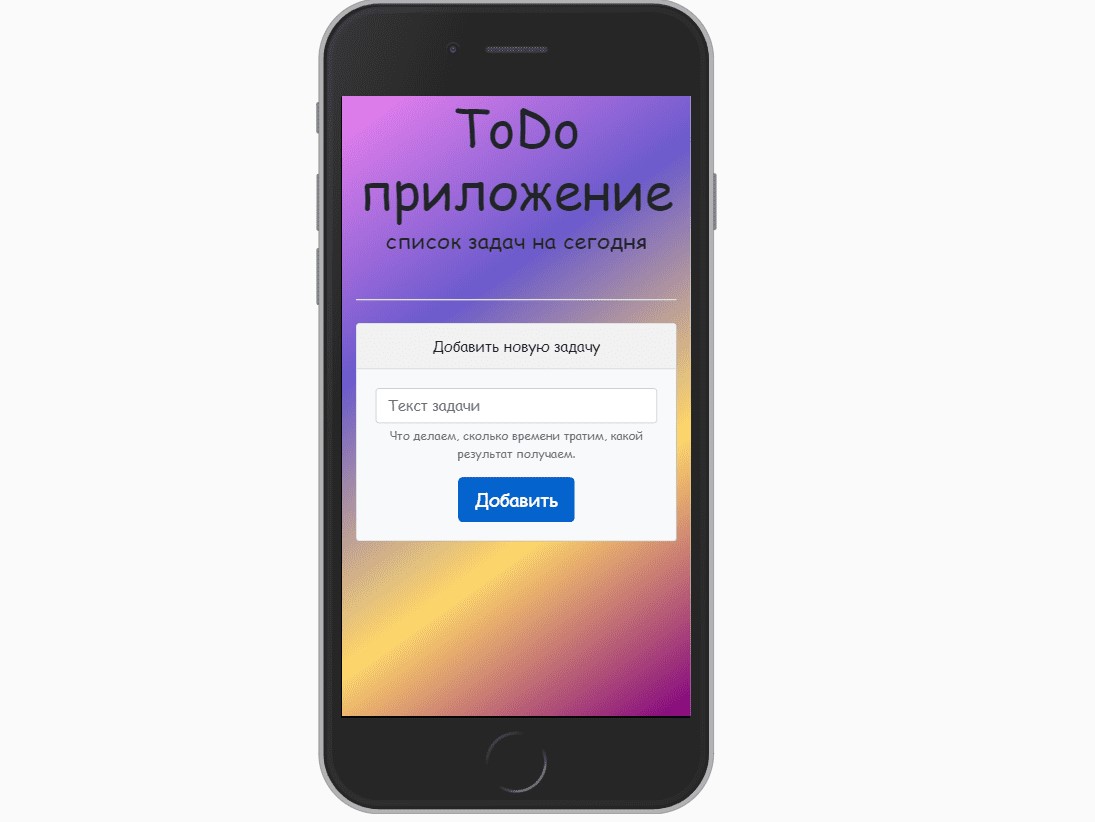 ToDo
приложение
список задач на сегодня
Добавить новую задачу
Текст задачи
Что делаем, сколько времени тратим, какой
результат получаем.
Добавить